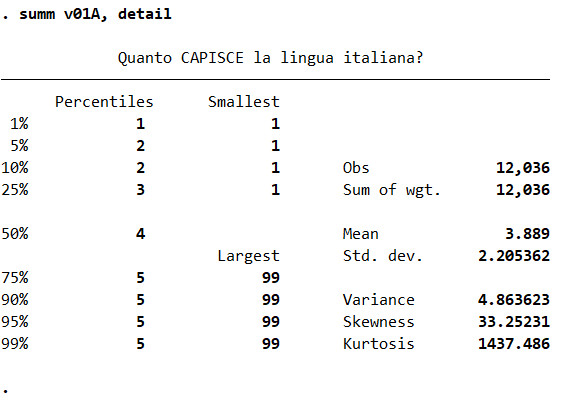 . summ v01A, detail
Quanto CAPISCE la lingua italiana?
Percentiles Smallest
1% 1 1
5% 2 1
10% 2 1 Obs 12,036
25% 3 1 Sum of wgt. 12,036
50% 4 Mean 3.889
Largest Std. dev. 2.205362
75% 5 99
90% 5 99 Variance 4.863623
95% 5 99 Skewness 33.25231
99% 5 99 Kurtosis 1437.486
.